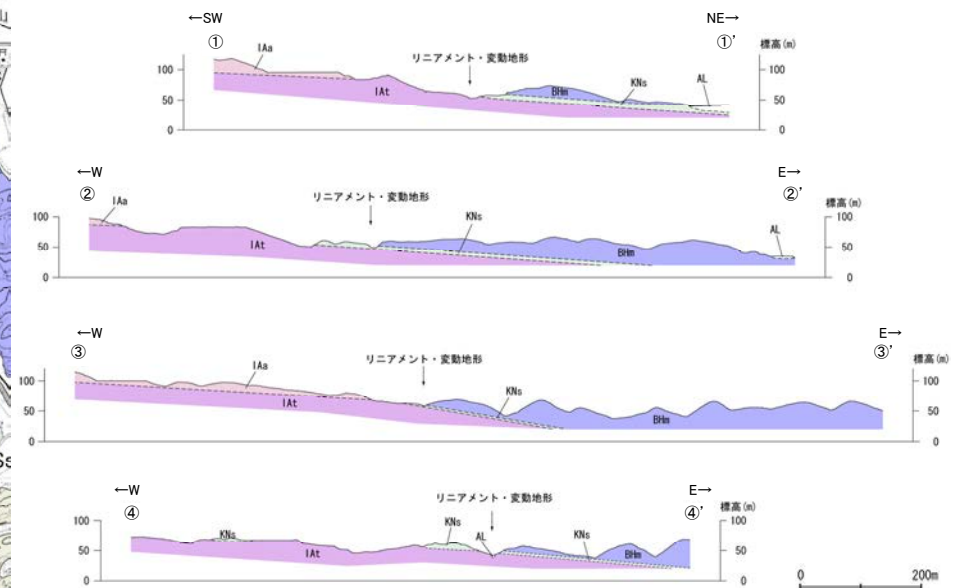 ←SW
NE→
①
①’
標高(m)
IAa
リニアメント・変動地形
100
100
KNs
AL
BHm
IAt
50
50
0
0
←W
E→
②
②’
IAa
リニアメント・変動地形
標高(m)
KNs
100
100
AL
50
IAt
BHm
50
0
0
←W
E→
③
③’
リニアメント・変動地形
標高(m)
IAa
100
100
KNs
IAt
50
50
BHm
0
0
←W
E→
④
リニアメント・変動地形
④’
標高(m)
100
KNs
KNs
AL
KNs
100
50
IAt
BHm
50
0
0
0
200m